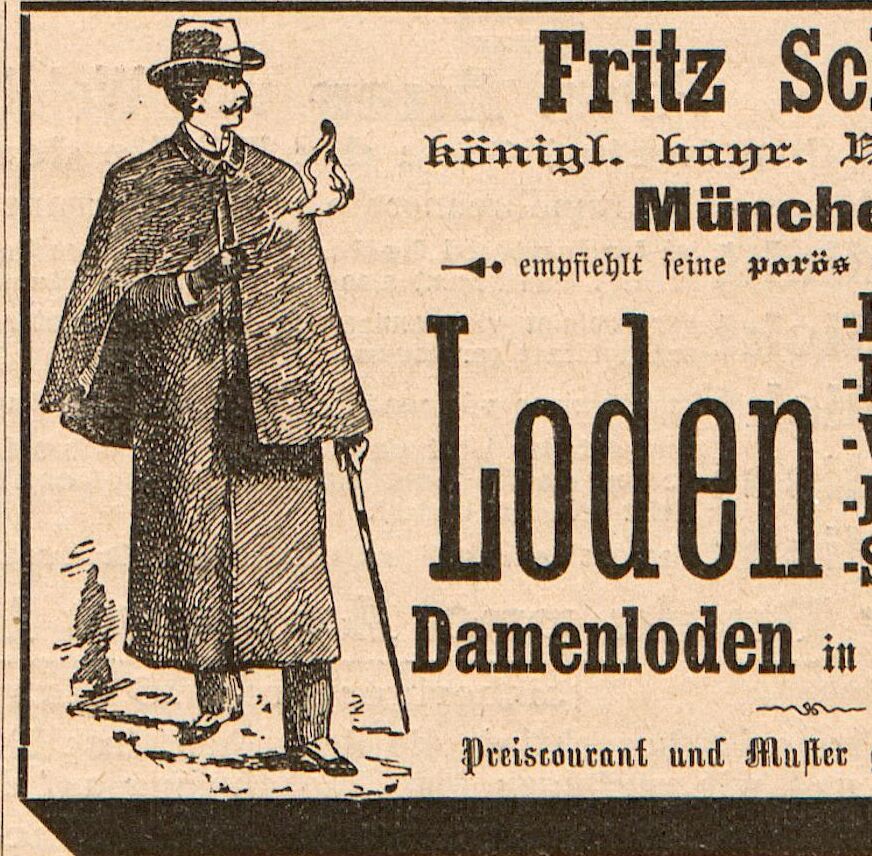 Fritz Sc
königl. bayr.
Münche
empfiehlt seine porös
Loden
Damenloden in
Preiscourant und Muster